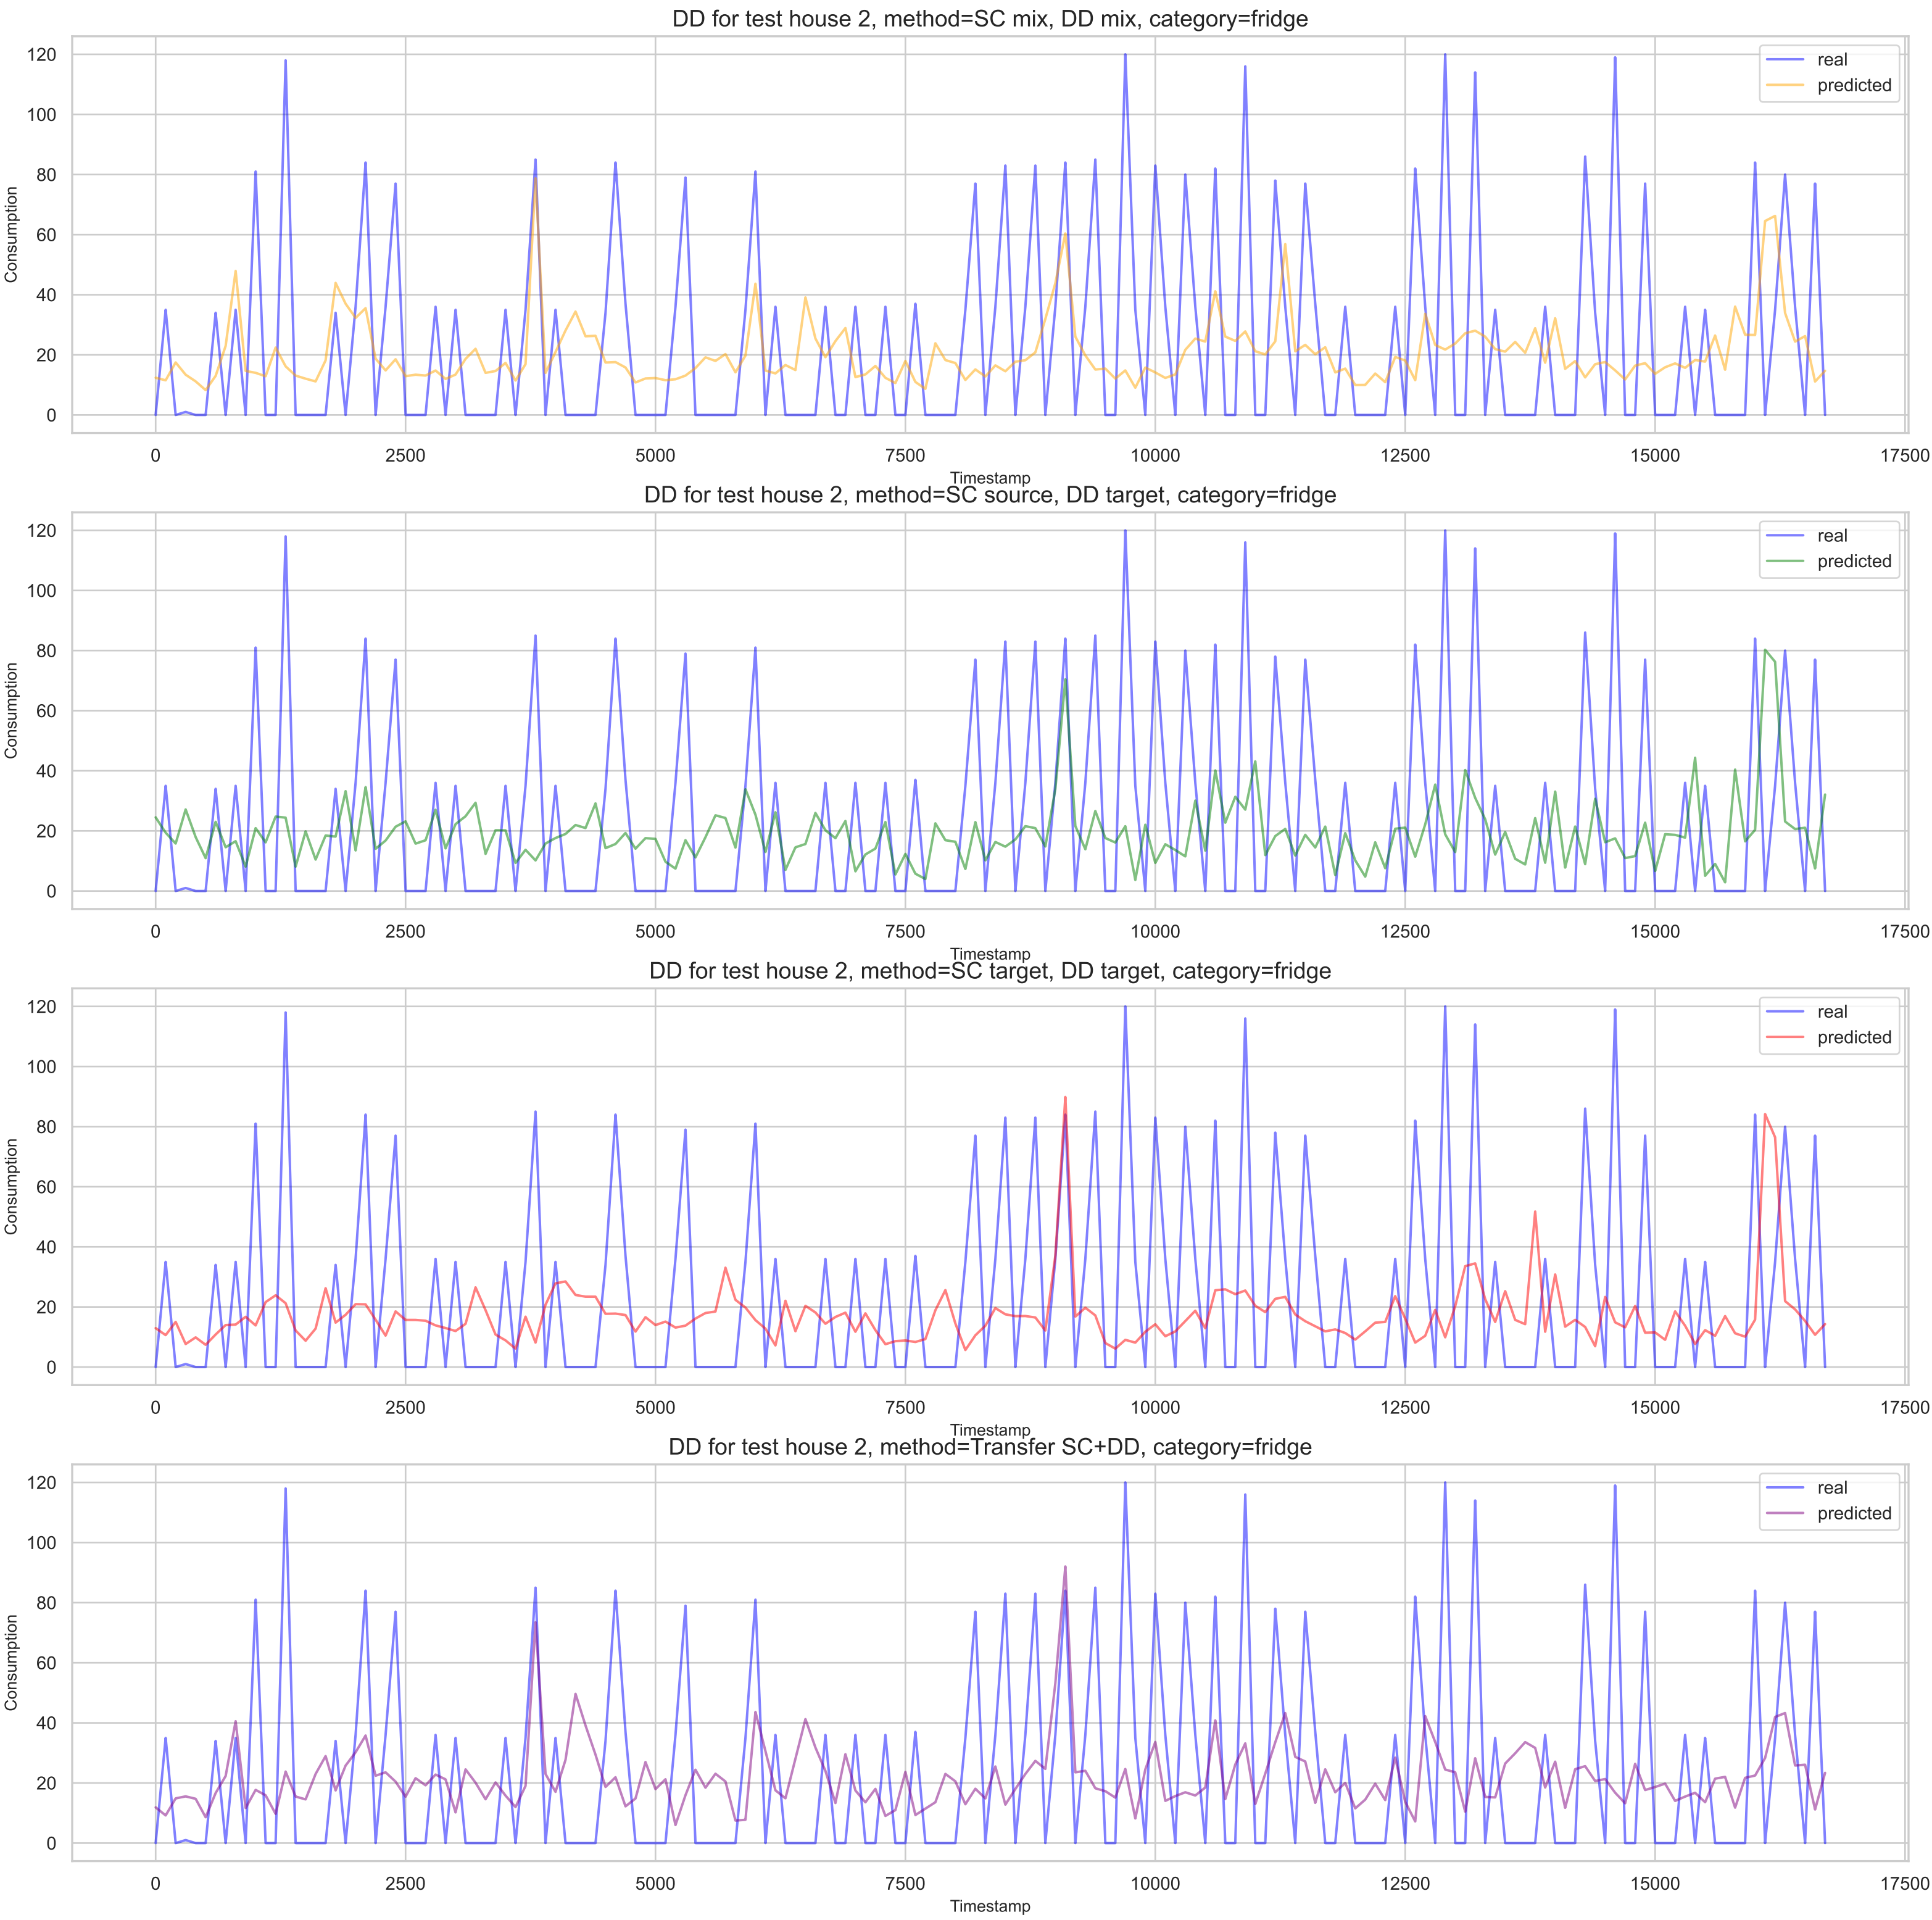 DD for test house 2, method=SC mix, DD mix, category=fridge
120
100
80
60
40
20
0
Consumption
real
predicted
0 2500 5000 7500 10000 12500 15000 17500
Timestamp
DD for test house 2, method=SC source, DD target, category=fridge
120
100
80
60
40
20
0
Consumption
real
predicted
0 2500 5000 7500 10000 12500 15000 17500
Timestamp
DD for test house 2, method=SC target, DD target, category=fridge
120
100
80
60
40
20
0
Consumption
real
predicted
0 2500 5000 7500 10000 12500 15000 17500
Timestamp
DD for test house 2, method=Transfer SC+DD, category=fridge
120
100
80
60
40
20
0
Consumption
real
predicted
0 2500 5000 7500 10000 12500 15000 17500
Timestamp